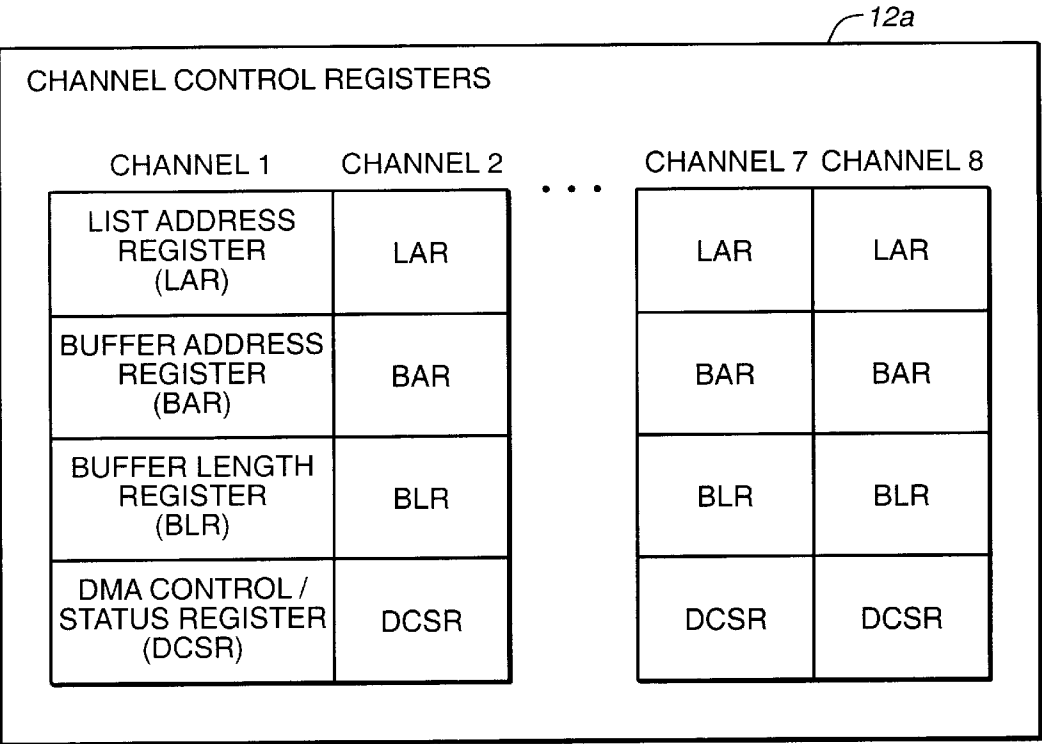 12a
CHANNEL CONTROL REGISTERS
CHANNEL 1 CHANNEL 2 • • • CHANNEL 7 CHANNEL 8
LIST ADDRESS
REGISTER
(LAR)
LAR
LAR
LAR
BUFFER ADDRESS
REGISTER
(BAR)
BAR
BAR
BAR
BUFFER LENGTH
REGISTER
(BLR)
BLR
BLR
BLR
DMA CONTROL /
STATUS REGISTER
(DCSR)
DCSR
DCSR
DCSR